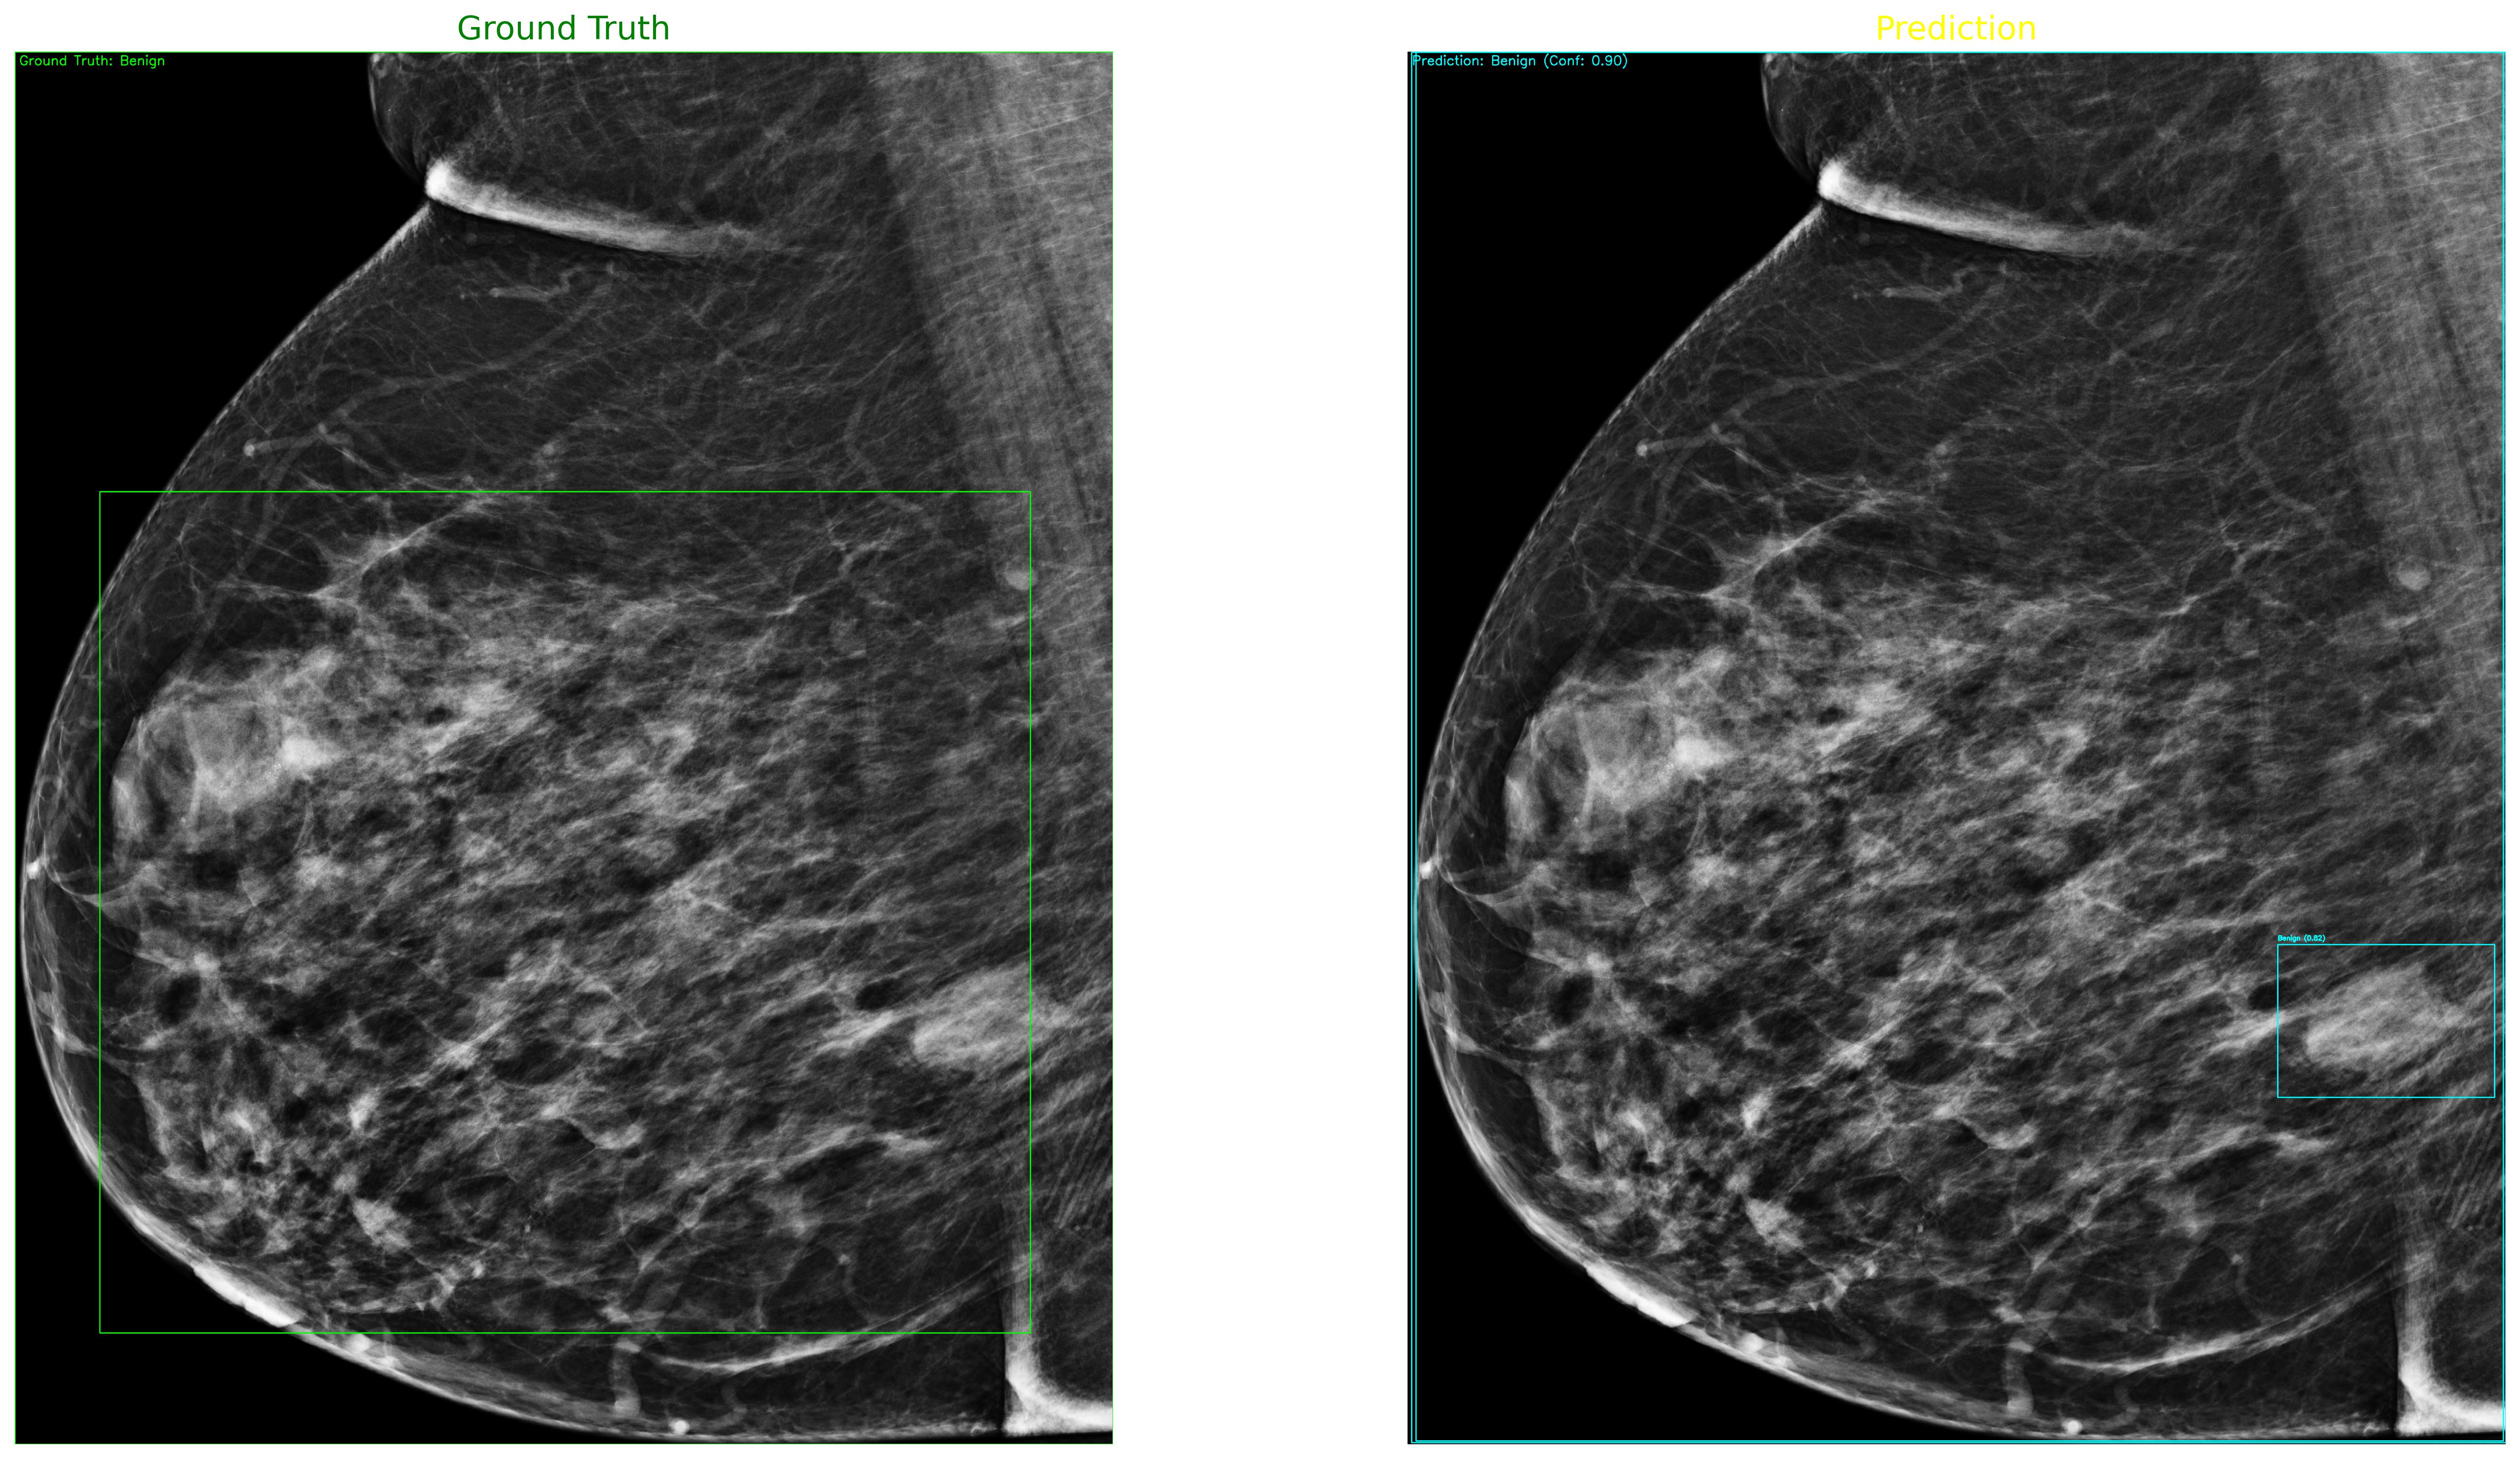 Ground Truth
Prediction
Ground Truth: Benign
Prediction: Benign (Conf: 0.90)
Benign (0.82)